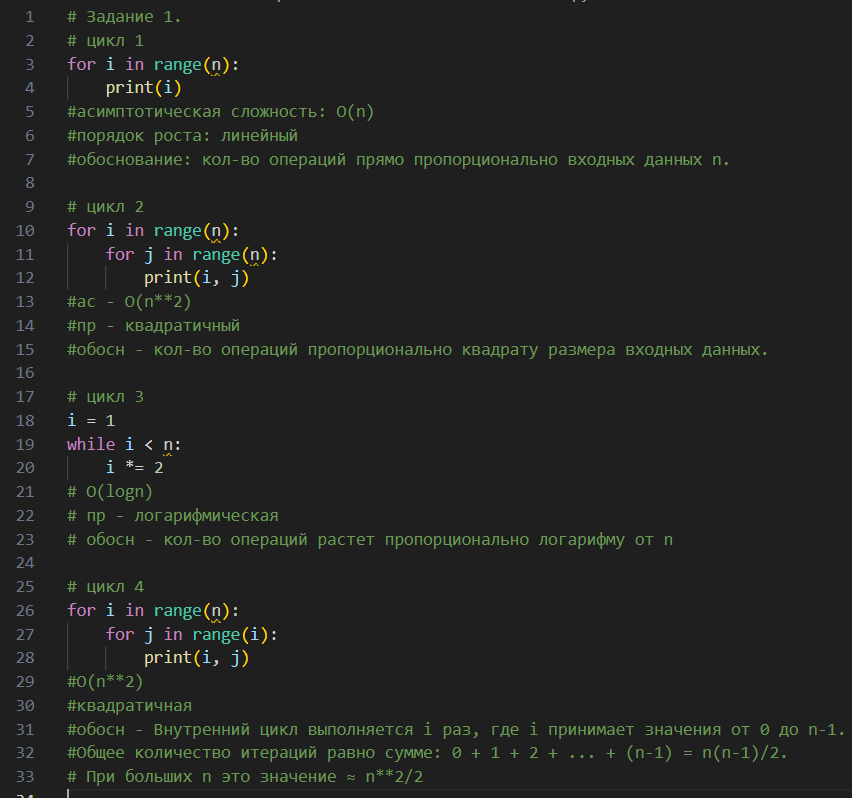 1 # Задание 1.
2 # цикл 1
3 for i in range(n):
4     print(i)
5 #асимптотическая сложность: O(n)
6 #порядок роста: линейный
7 #обоснование: кол-во операций прямо пропорционально входных данных n.
8
9 # цикл 2
10 for i in range(n):
11     for j in range(n):
12         print(i, j)
13 #ас - O(n**2)
14 #пр - квадратичный
15 #обосн - кол-во операций пропорционально квадрату размера входных данных.
16
17 # цикл 3
18 i = 1
19 while i < n:
20     i *= 2
21 # O(logn)
22 # пр - логарифмическая
23 # обосн - кол-во операций растет пропорционально логарифму от n
24
25 # цикл 4
26 for i in range(n):
27     for j in range(i):
28         print(i, j)
29 #O(n**2)
30 #квадратичная
31 #обосн - Внутренний цикл выполняется i раз, где i принимает значения от 0 до n-1.
32 #Общее количество итераций равно сумме: 0 + 1 + 2 + ... + (n-1) = n(n-1)/2.
33 # При больших n это значение ≈ n**2/2